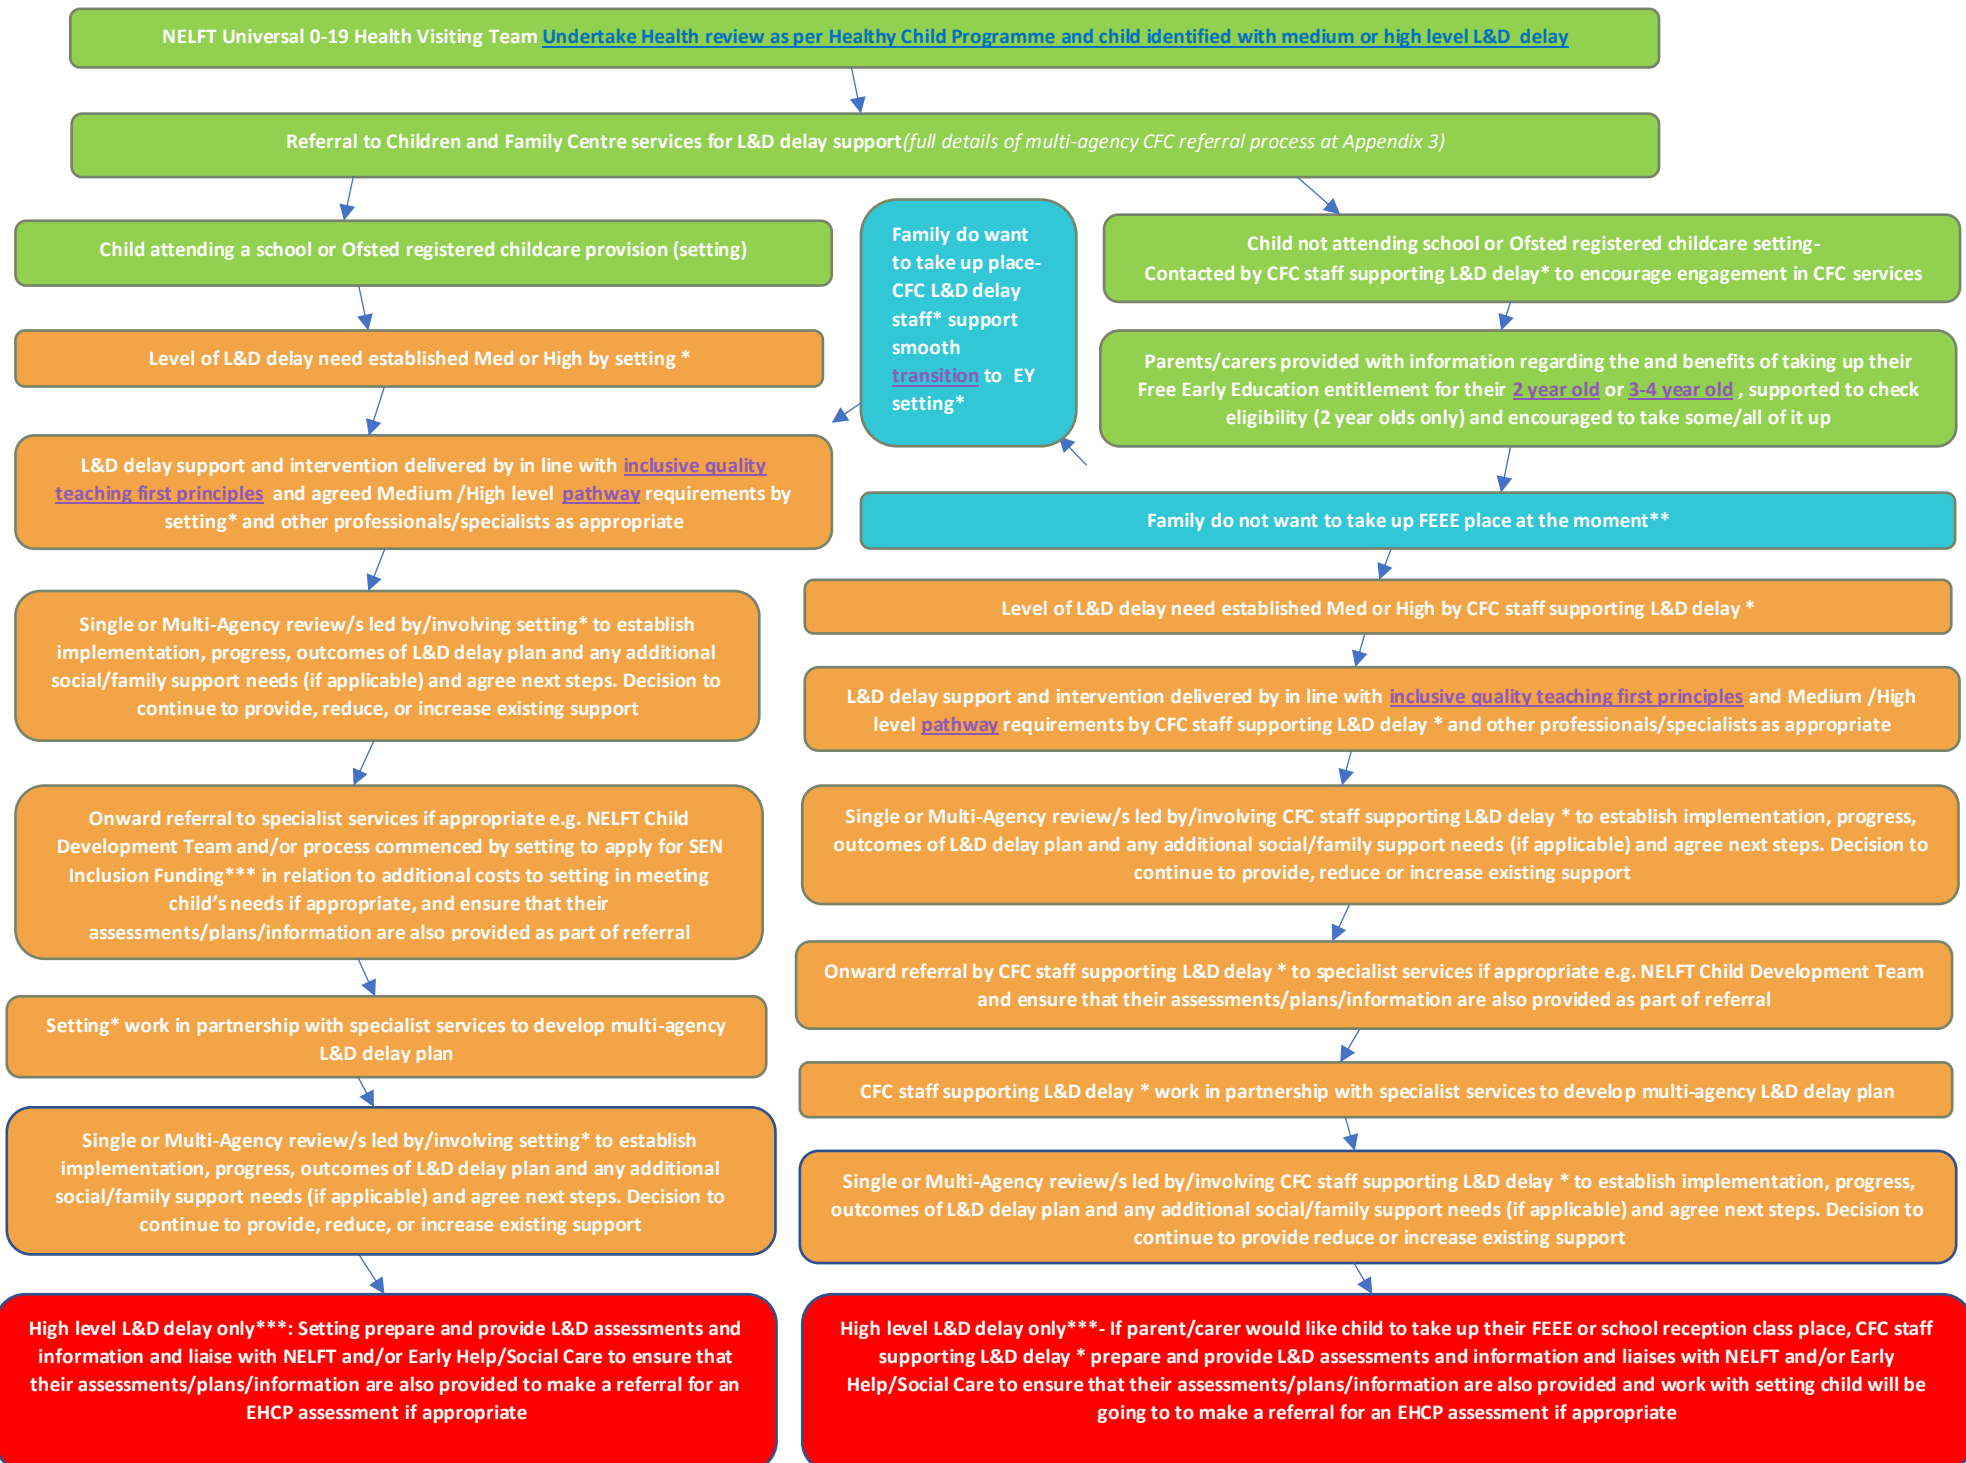 NELFT Universal 0-19 Health Visiting Team Undertake Health review as per Healthy Child Programme and child identified with medium or high level L&D delay
Referral to Children and Family Centre services for L&D delay support(full details of multi-agency CFC referral process at Appendix 3)
Child attending a school or Ofsted registered childcare provision (setting)
Level of L&D delay need established Med or High by setting *
L&D delay support and intervention delivered by in line with inclusive quality
teaching first principles and agreed Medium /High level pathway requirements by
setting* and other professionals/specialists as appropriate
Single or Multi-Agency review/s led by/involving setting* to establish
implementation, progress, outcomes of L&D delay plan and any additional
social/family support needs (if applicable) and agree next steps. Decision to
continue to provide, reduce, or increase existing support
Onward referral to specialist services if appropriate e.g. NELFT Child
Development Team and/or process commenced by setting to apply for SEN
Inclusion Funding*** in relation to additional costs to setting in meeting
child's needs if appropriate, and ensure that their
assessments/plans/information are also provided as part of referral
Setting* work in partnership with specialist services to develop multi-agency
L&D delay plan
Single or Multi-Agency review/s led by/involving setting* to establish
implementation, progress, outcomes of L&D delay plan and any additional
social/family support needs (if applicable) and agree next steps. Decision to
continue to provide, reduce, or increase existing support
High level L&D delay only***: Setting prepare and provide L&D assessments and
information and liaise with NELFT and/or Early Help/Social Care to ensure that
their assessments/plans/information are also provided to make a referral for an
EHCP assessment if appropriate
Family do want
to take up place-
CFC L&D delay
staff* support
smooth
transition to EY
setting*
Child not attending school or Ofsted registered childcare setting-
Contacted by CFC staff supporting L&D delay* to encourage engagement in CFC services
Parents/carers provided with information regarding the and benefits of taking up their
Free Early Education entitlement for their 2 year old or 3-4 year old , supported to check
eligibility (2 year olds only) and encouraged to take some/all of it up
Family do not want to take up FEEE place at the moment**
Level of L&D delay need established Med or High by CFC staff supporting L&D delay *
L&D delay support and intervention delivered by in line with inclusive quality teaching first principles and Medium /High
level pathway requirements by CFC staff supporting L&D delay * and other professionals/specialists as appropriate
Single or Multi-Agency review/s led by/involving CFC staff supporting L&D delay * to establish implementation, progress,
outcomes of L&D delay plan and any additional social/family support needs (if applicable) and agree next steps. Decision to
continue to provide, reduce or increase existing support
Onward referral by CFC staff supporting L&D delay * to specialist services if appropriate e.g. NELFT Child Development Team
and ensure that their assessments/plans/information are also provided as part of referral
CFC staff supporting L&D delay * work in partnership with specialist services to develop multi-agency L&D delay plan
Single or Multi-Agency review/s led by/involving CFC staff supporting L&D delay * to establish implementation, progress,
outcomes of L&D delay plan and any additional social/family support needs (if applicable) and agree next steps. Decision to
continue to provide reduce or increase existing support
High level L&D delay only***- If parent/carer would like child to take up their FEEE or school reception class place, CFC staff
supporting L&D delay * prepare and provide L&D assessments and information and liaises with NELFT and/or Early
Help/Social Care to ensure that their assessments/plans/information are also provided and work with setting child will be
going to to make a referral for an EHCP assessment if appropriate